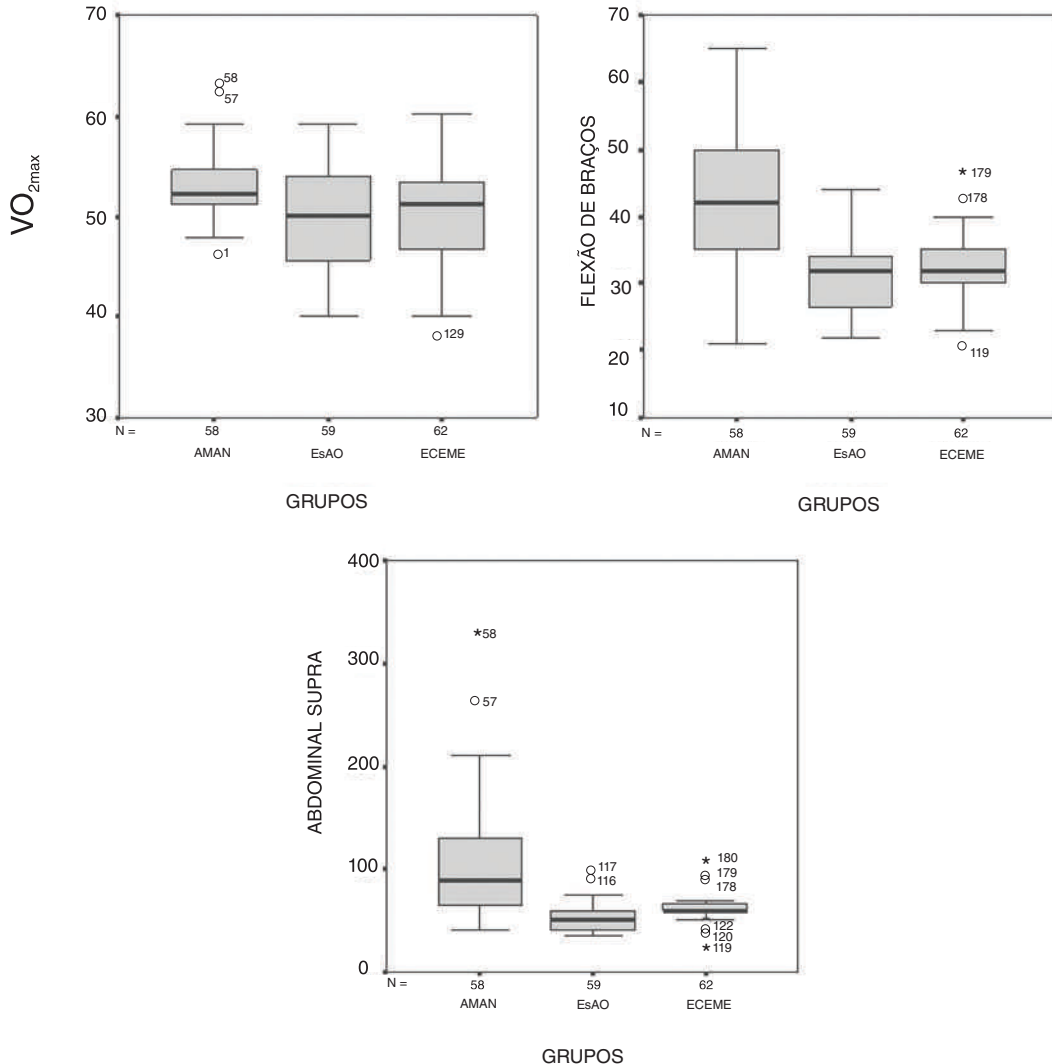 70
60
50
40
30
VO2max
58
57
1
129
N = 58 59 62
AMAN EsAO ECEME
GRUPOS
70
60
50
40
30
20
10
FLEXÃO DE BRAÇOS
* 179
178
119
N = 58 59 62
AMAN EsAO ECEME
GRUPOS
400
300
200
100
0
ABDOMINAL SUPRA
*58
57
117
116
* 180
179
178
122
120
*119
N = 58 59 62
AMAN EsAO ECEME
GRUPOS